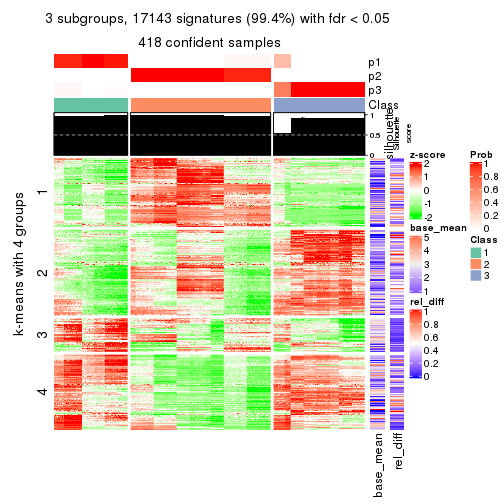 3 subgroups, 17143 signatures (99.4%) with fdr < 0.05
418 confident samples
p1
p2
p3
Class
1
0.5
0
silhouette
Silhouette
score
k-means with 4 groups
1
2
3
4
base_mean
rel_diff
z-score
2
1
0
-1
-2
base_mean
5
4
3
2
1
rel_diff
1
0.8
0.6
0.4
0.2
0
Prob
1
0.8
0.6
0.4
0.2
0
Class
1
2
3